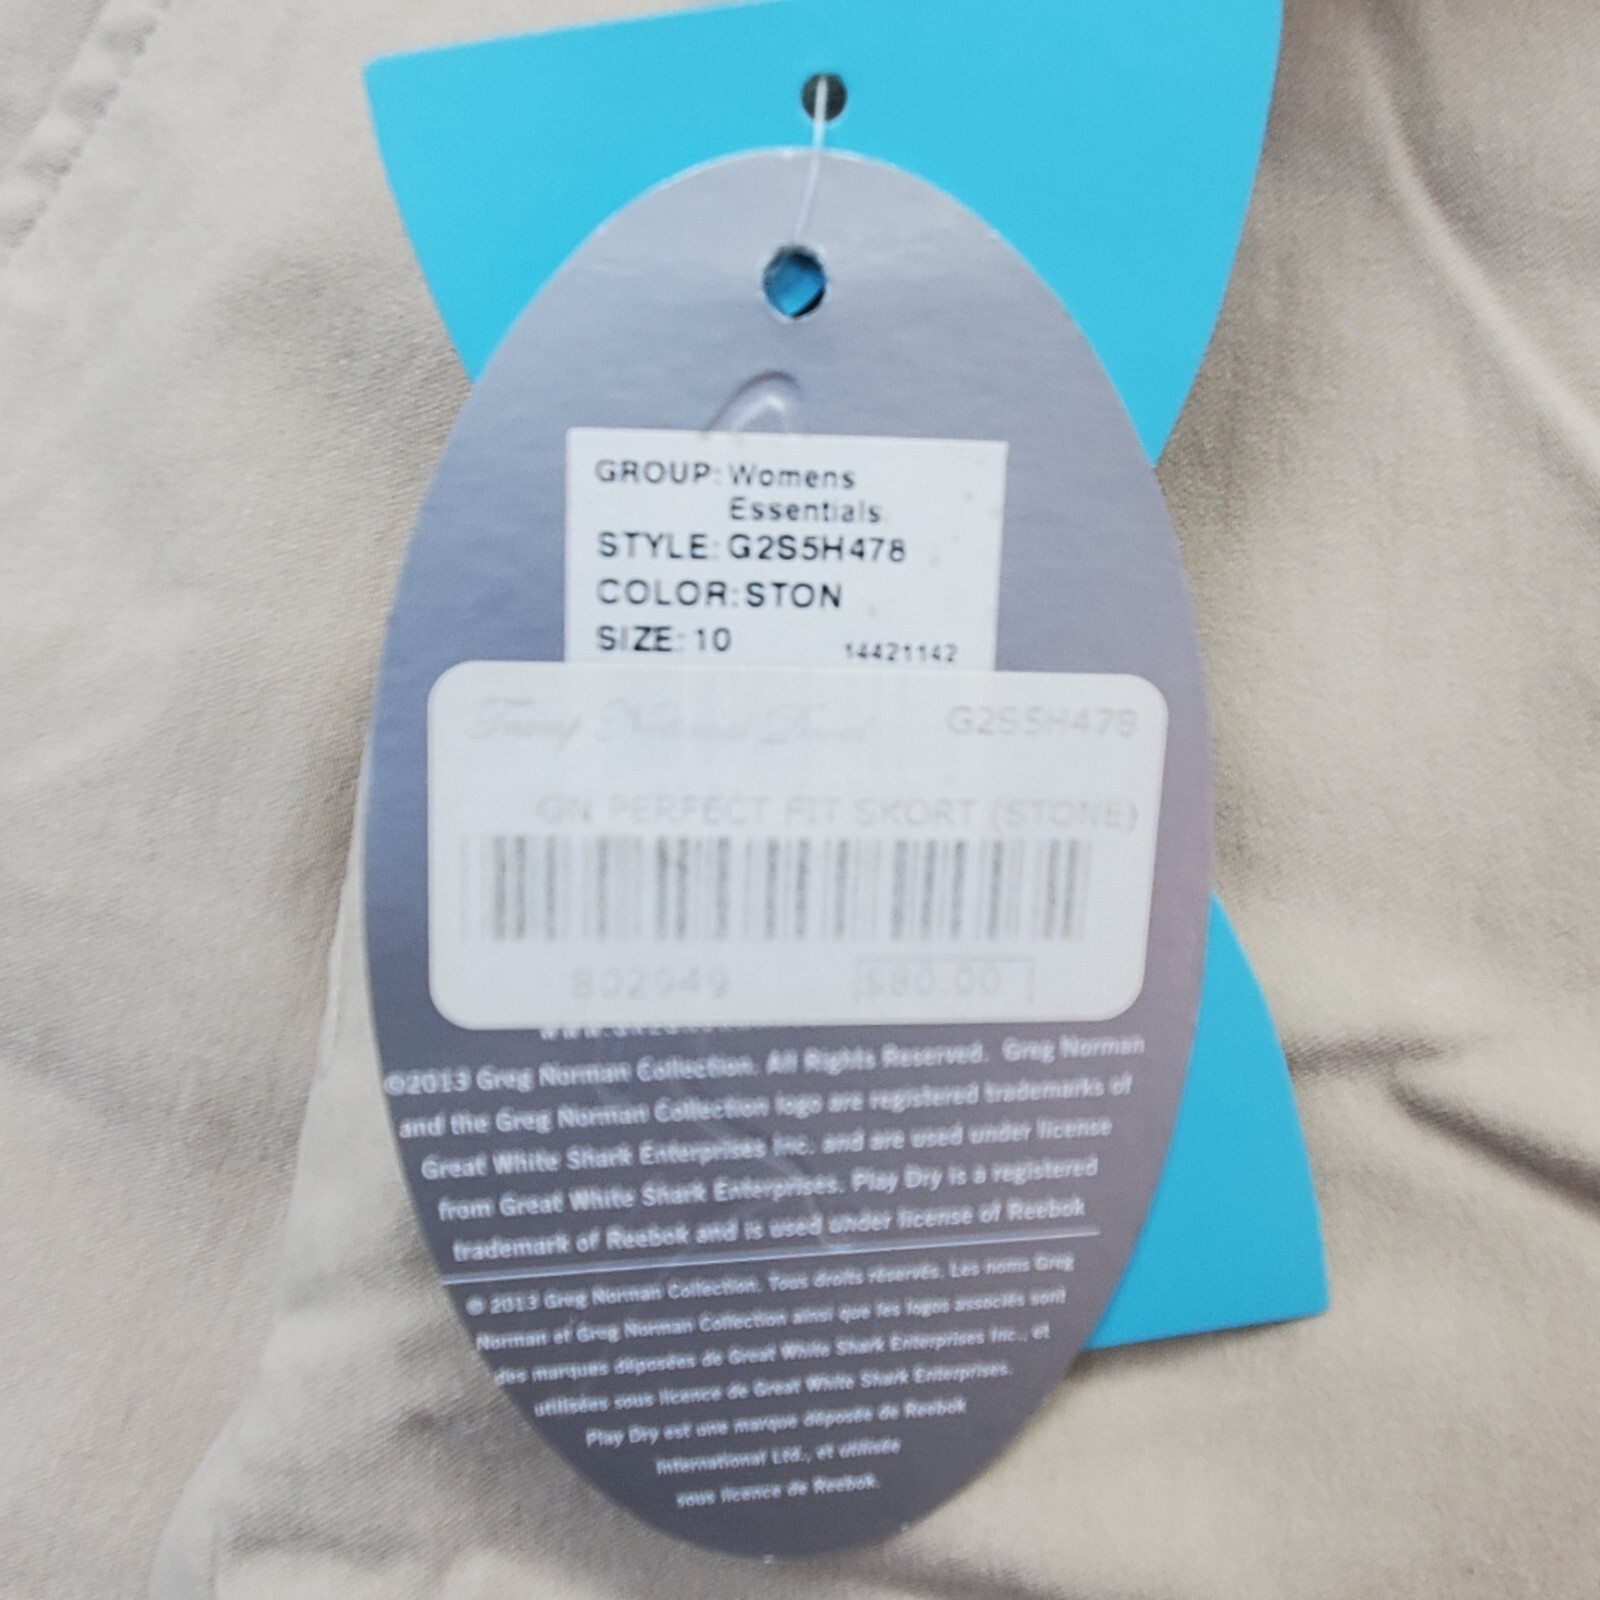 GROUP: Womens
Essentials
STYLE: G2S5H478
COLOR: STON
SIZE: 10 14421142
Trump National Doral G2S5H478
GN PERFECT FIT SKORT (STONE)
802949 $80.00
©2013 Greg Norman Collection. All Rights Reserved. Greg Norman
and the Greg Norman Collection logo are registered trademarks of
Great White Shark Enterprises Inc. and are used under license
from Great White Shark Enterprises. Play Dry is a registered
trademark of Reebok and is used under license of Reebok
© 2013 Greg Norman Collection. Tous droits réservés. Les noms Greg
Norman et Greg Norman Collection ainsi que les logos associés sont
des marques déposées de Great White Shark Enterprises Inc., et
utilisées sous licence de Great White Shark Enterprises.
Play Dry est une marque déposée de Reebok
International Ltd., et utilisée
sous licence de Reebok.